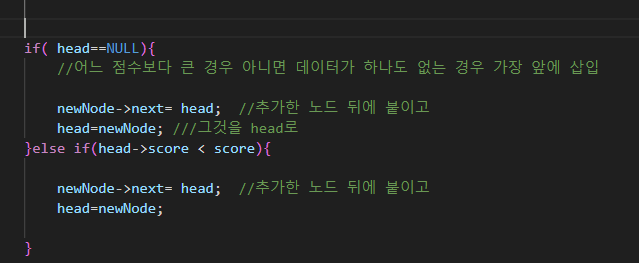 if( head==NULL){
//어느 점수보다 큰 경우 아니면 데이터가 하나도 없는 경우 가장 앞에 삽입
newNode->next= head;  //추가한 노드 뒤에 붙이고
head=newNode; ///그것을 head로
}else if(head->score < score){
newNode->next= head;  //추가한 노드 뒤에 붙이고
head=newNode;
}